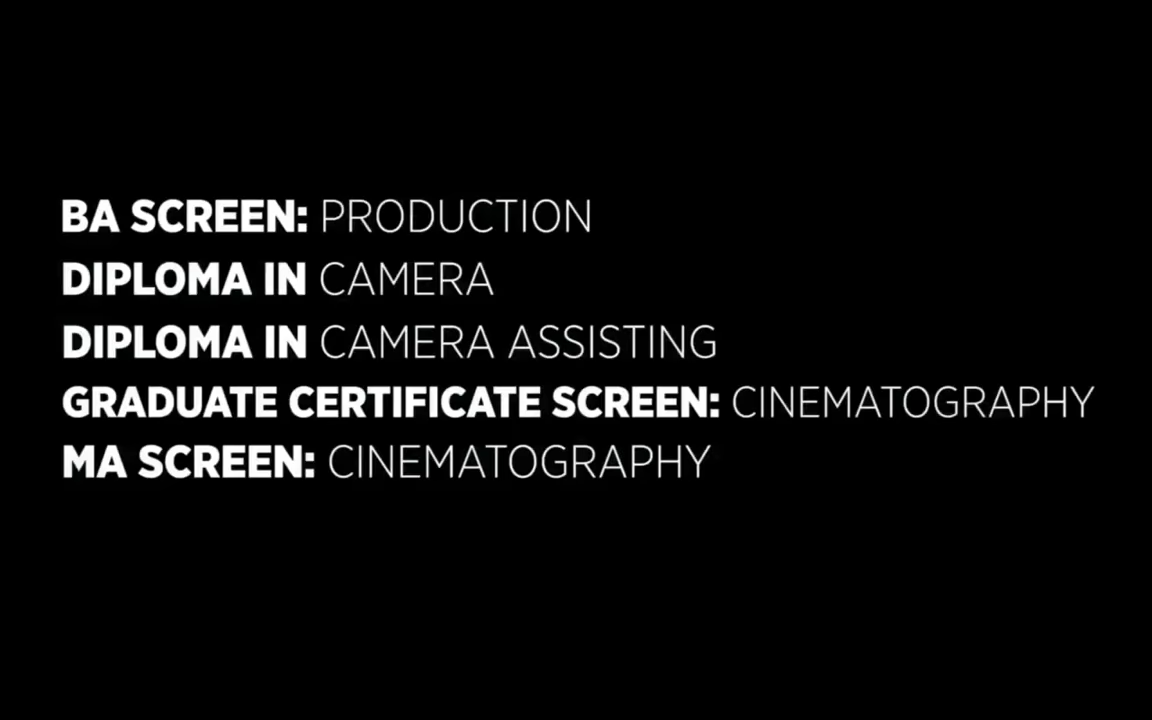 BA SCREEN: PRODUCTION
DIPLOMA IN CAMERA
DIPLOMA IN CAMERA ASSISTING
GRADUATE CERTIFICATE SCREEN: CINEMATOGRAPHY
MA SCREEN: CINEMATOGRAPHY